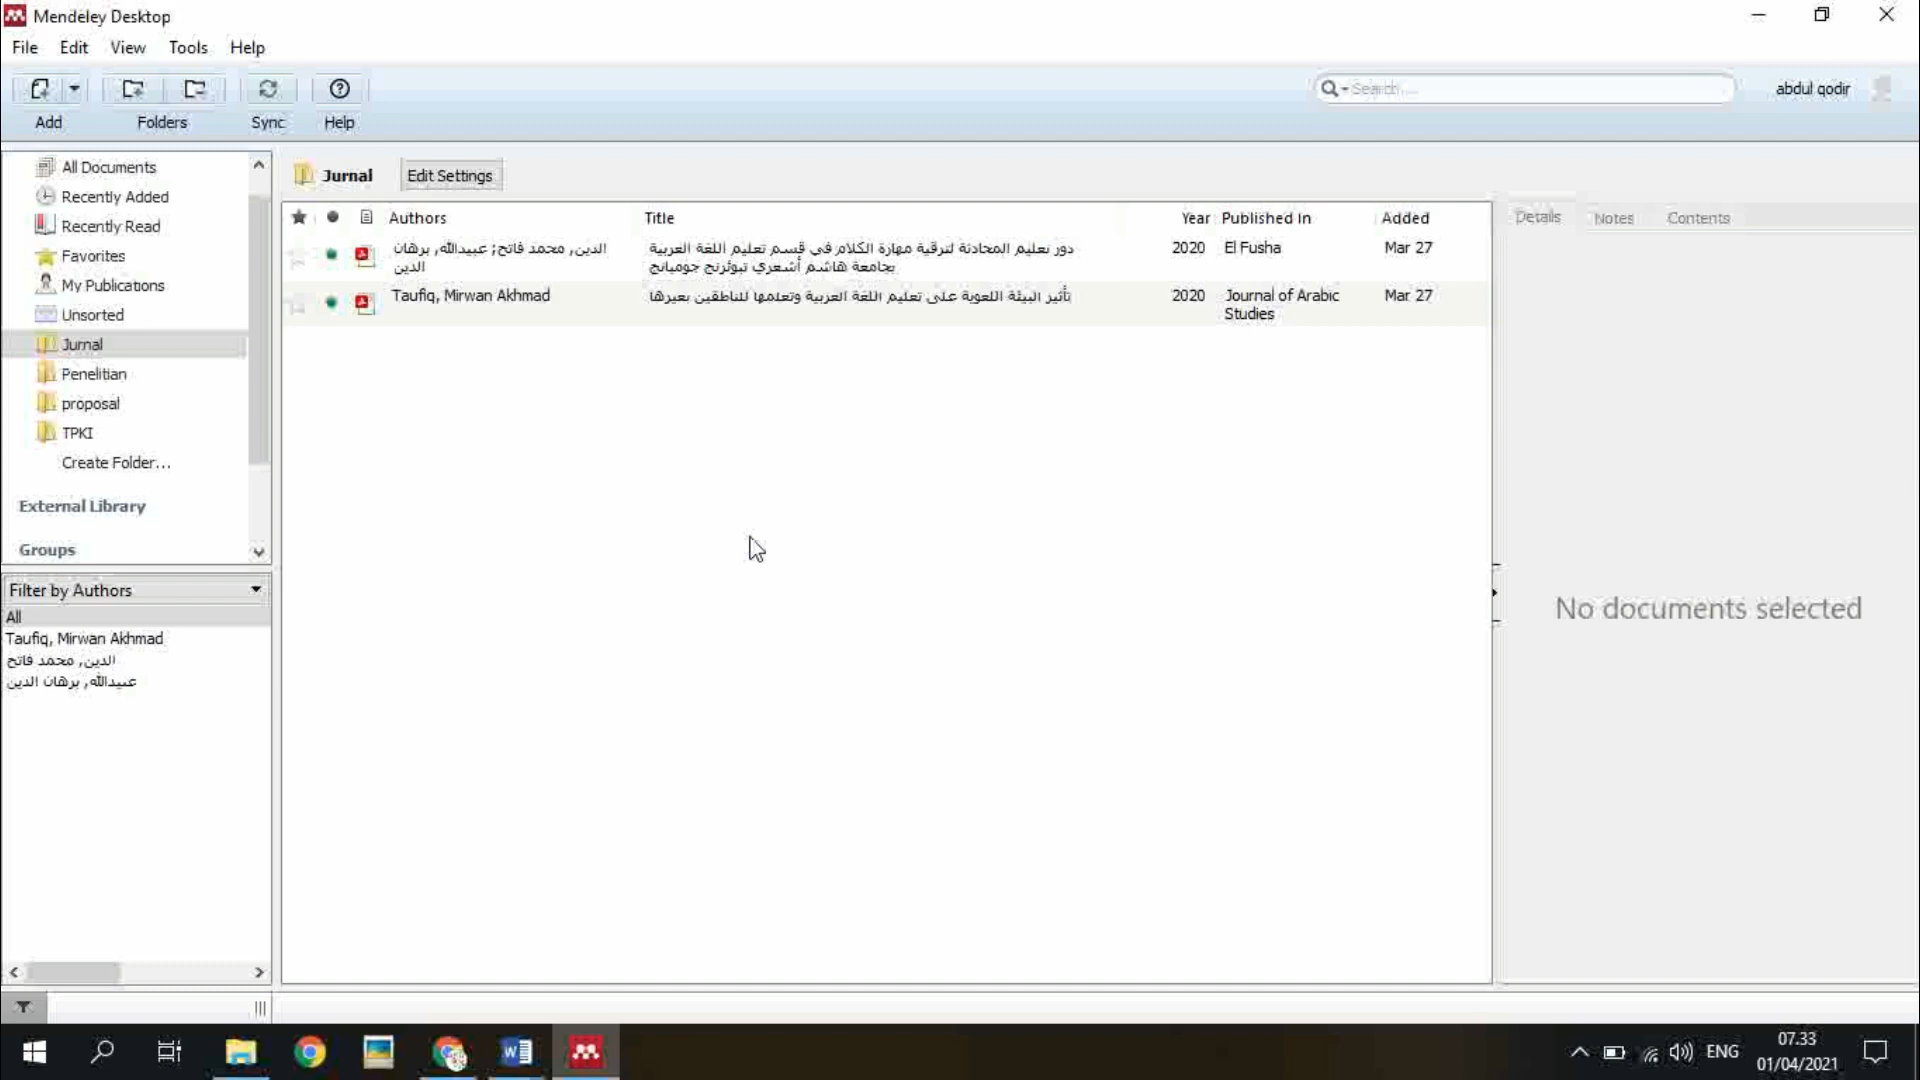 Mendeley Desktop
File Edit View Tools Help
Search...
abdul qodir
Add Folders Sync Help
All Documents
Recently Added
Recently Read
Favorites
My Publications
Unsorted
Jurnal
Penelitian
proposal
TPKI
Create Folder...
External Library
Groups
Filter by Authors
All
Taufiq, Mirwan Akhmad
الدين, محمد فاتح
عبيدالله, برهان الدين
Jurnal Edit Settings
Authors Title Year Published In Added
الدين, محمد فاتح; عبيدالله, برهان
الدين
دور تعليم المحادثة لترقية مهارة الكلام في قسم تعليم اللغة العربية
بجامعة هاشم أشعري تبوئرنج جومبانج
2020 El Fusha Mar 27
Taufiq, Mirwan Akhmad
تأثير البيئة اللغوية على تعليم اللغة العربية وتعلمها للناطقين بغيرها
2020 Journal of Arabic
Studies
Mar 27
Details Notes Contents
No documents selected
ENG
07.33
01/04/2021